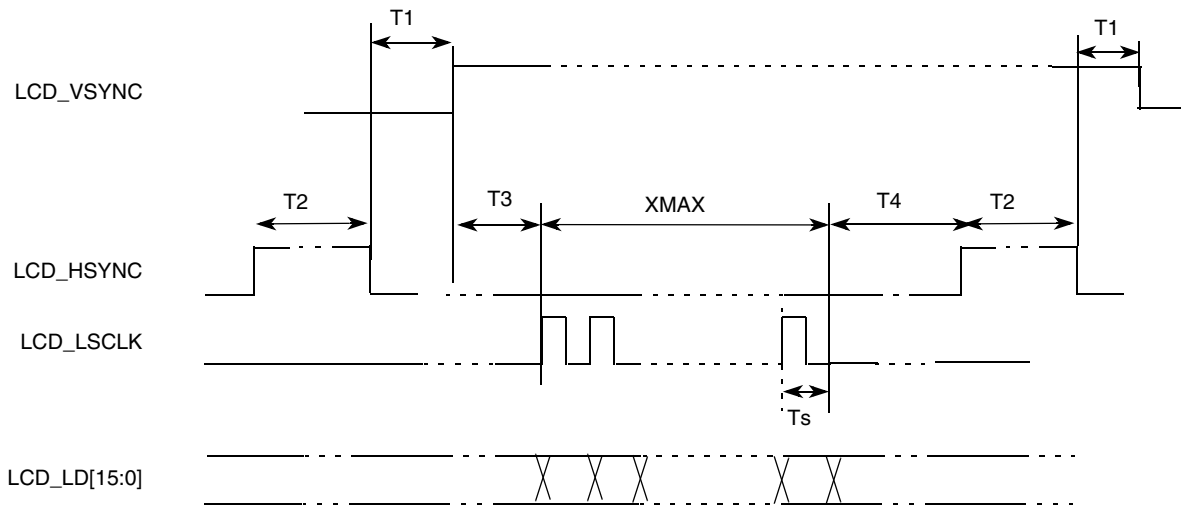 T1
T1
LCD_VSYNC
T2
T3
XMAX
T4
T2
LCD_HSYNC
LCD_LSCLK
Ts
LCD_LD[15:0]